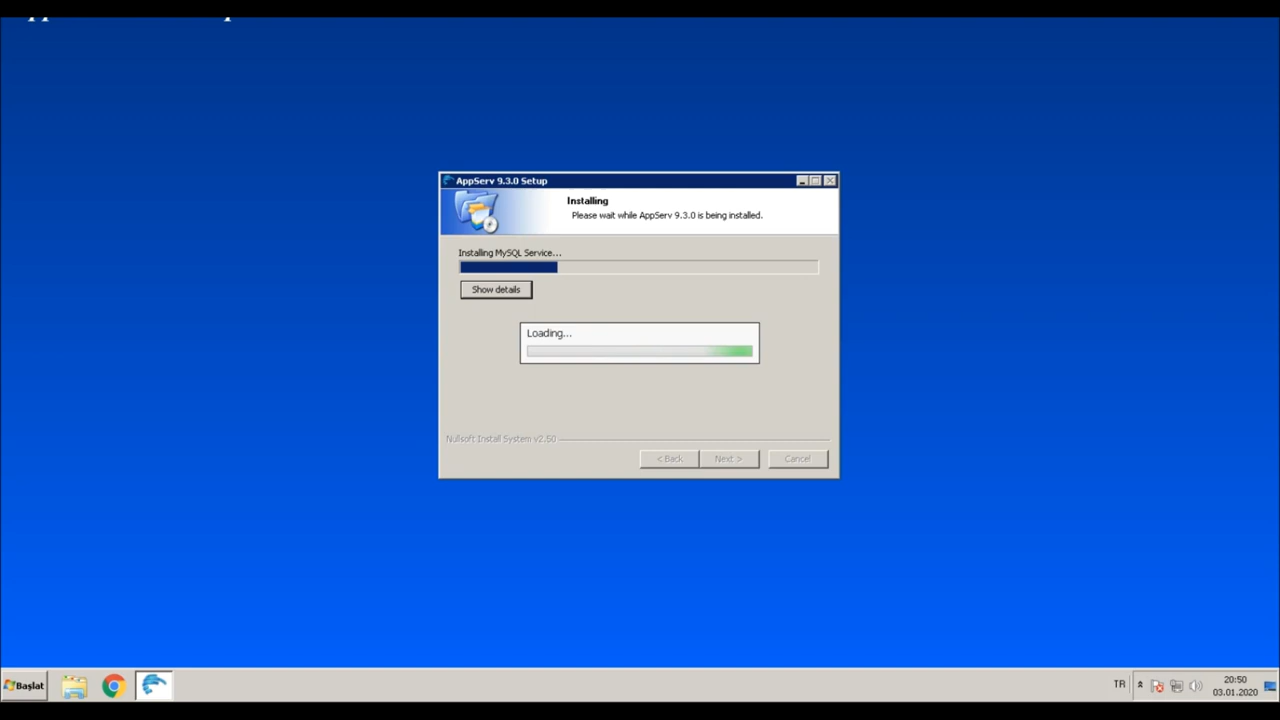 AppServ 9.3.0 Setup
Installing
Please wait while AppServ 9.3.0 is being installed.
Installing MySQL Service...
Show details
Loading...
Nullsoft Install System v2.50
< Back
Next >
Cancel
Başlat
TR
20:50
03.01.2020